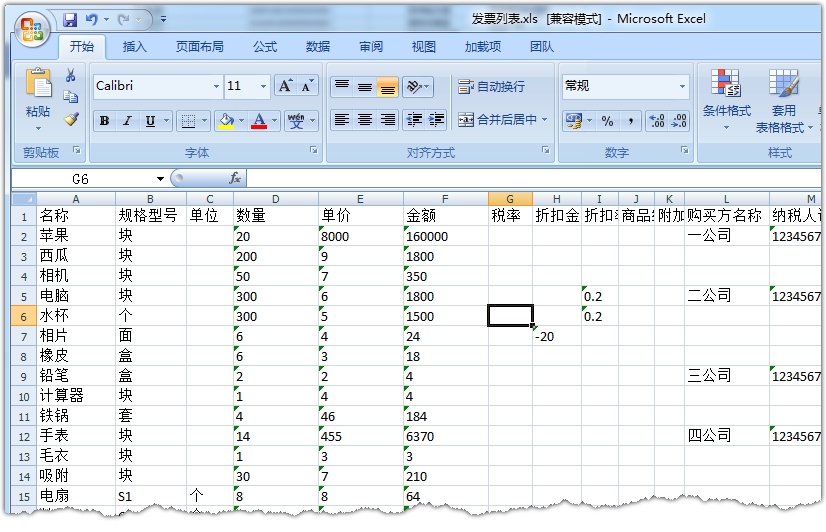 发票列表.xls [兼容模式] - Microsoft Excel
开始 插入 页面布局 公式 数据 审阅 视图 加载项 团队
粘贴 Calibri 11 A A 自动换行 常规 条件格式 套用 表格格式
B I U A wén 文 合并后居中 % , .00 .0
剪贴板 字体 对齐方式 数字 样式
G6 fx
A B C D E F G H I J K L M
1 名称 规格型号 单位 数量 单价 金额 税率 折扣金 折扣 商品 附加 购买方名称 纳税人
2 苹果 块 20 8000 160000 一公司 1234567
3 西瓜 块 200 9 1800
4 相机 块 50 7 350
5 电脑 块 300 6 1800 0.2 二公司 1234567
6 水杯 个 300 5 1500 0.2
7 相片 面 6 4 24 -20
8 橡皮 盒 6 3 18
9 铅笔 盒 2 2 4 三公司 1234567
10 计算器 块 1 4 4
11 铁锅 套 4 46 184
12 手表 块 14 455 6370 四公司 1234567
13 毛衣 块 1 3 3
14 吸附 块 30 7 210
15 电扇 S1 个 8 8 64